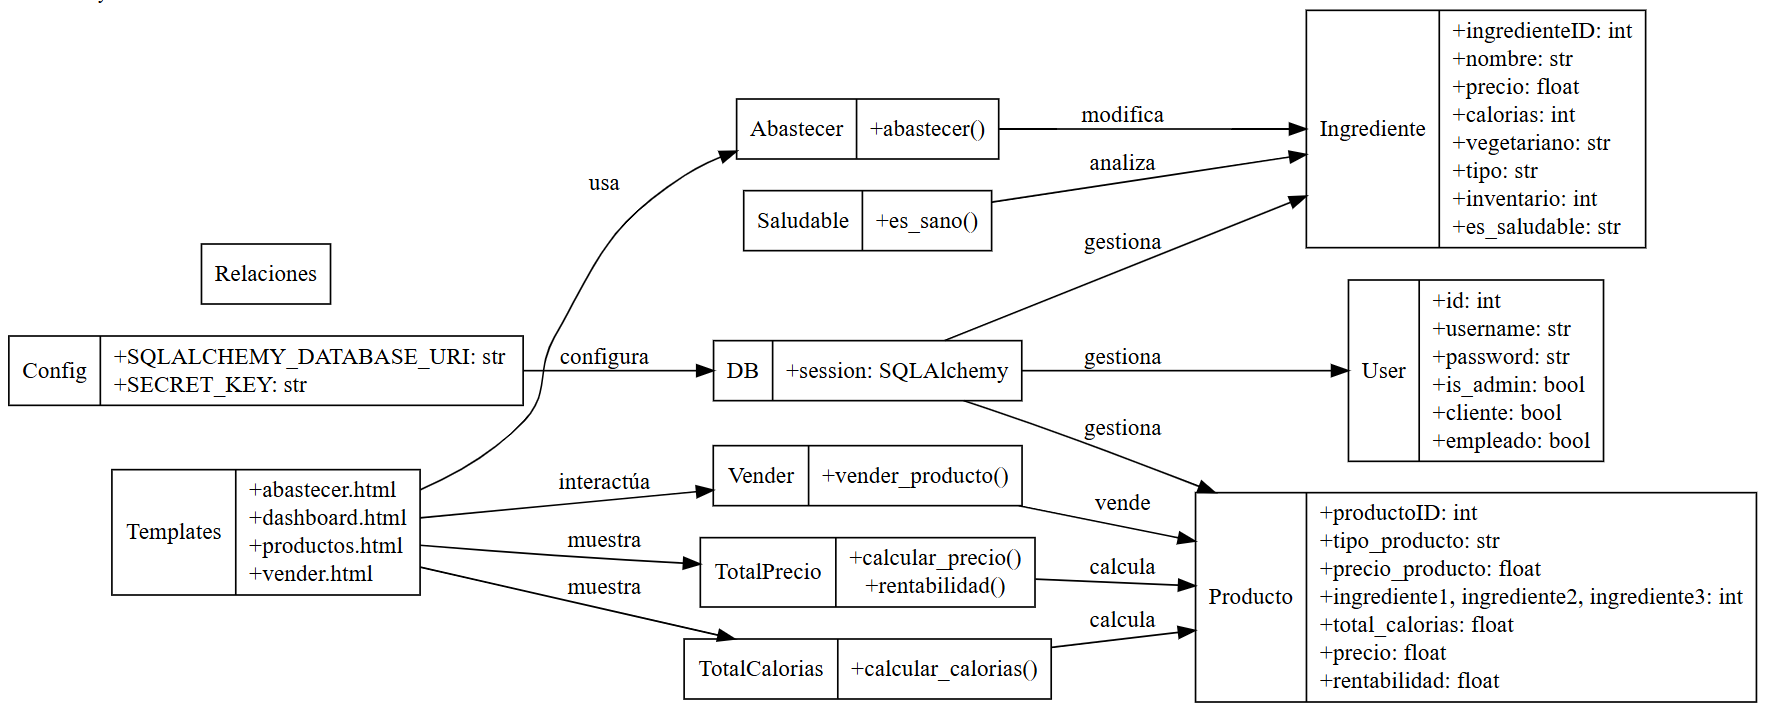 Relaciones
Config
+SQLALCHEMY_DATABASE_URI: str
+SECRET_KEY: str
Templates
+abastecer.html
+dashboard.html
+productos.html
+vender.html
usa
configura
interactúa
muestra
muestra
Abastecer
+abastecer()
Saludable
+es_sano()
DB
+session: SQLAlchemy
Vender
+vender_producto()
TotalPrecio
+calcular_precio()
+rentabilidad()
TotalCalorias
+calcular_calorias()
modifica
analiza
gestiona
gestiona
gestiona
vende
calcula
calcula
Ingrediente
+ingredienteID: int
+nombre: str
+precio: float
+calorias: int
+vegetariano: str
+tipo: str
+inventario: int
+es_saludable: str
User
+id: int
+username: str
+password: str
+is_admin: bool
+cliente: bool
+empleado: bool
Producto
+productoID: int
+tipo_producto: str
+precio_producto: float
+ingrediente1, ingrediente2, ingrediente3: int
+total_calorias: float
+precio: float
+rentabilidad: float